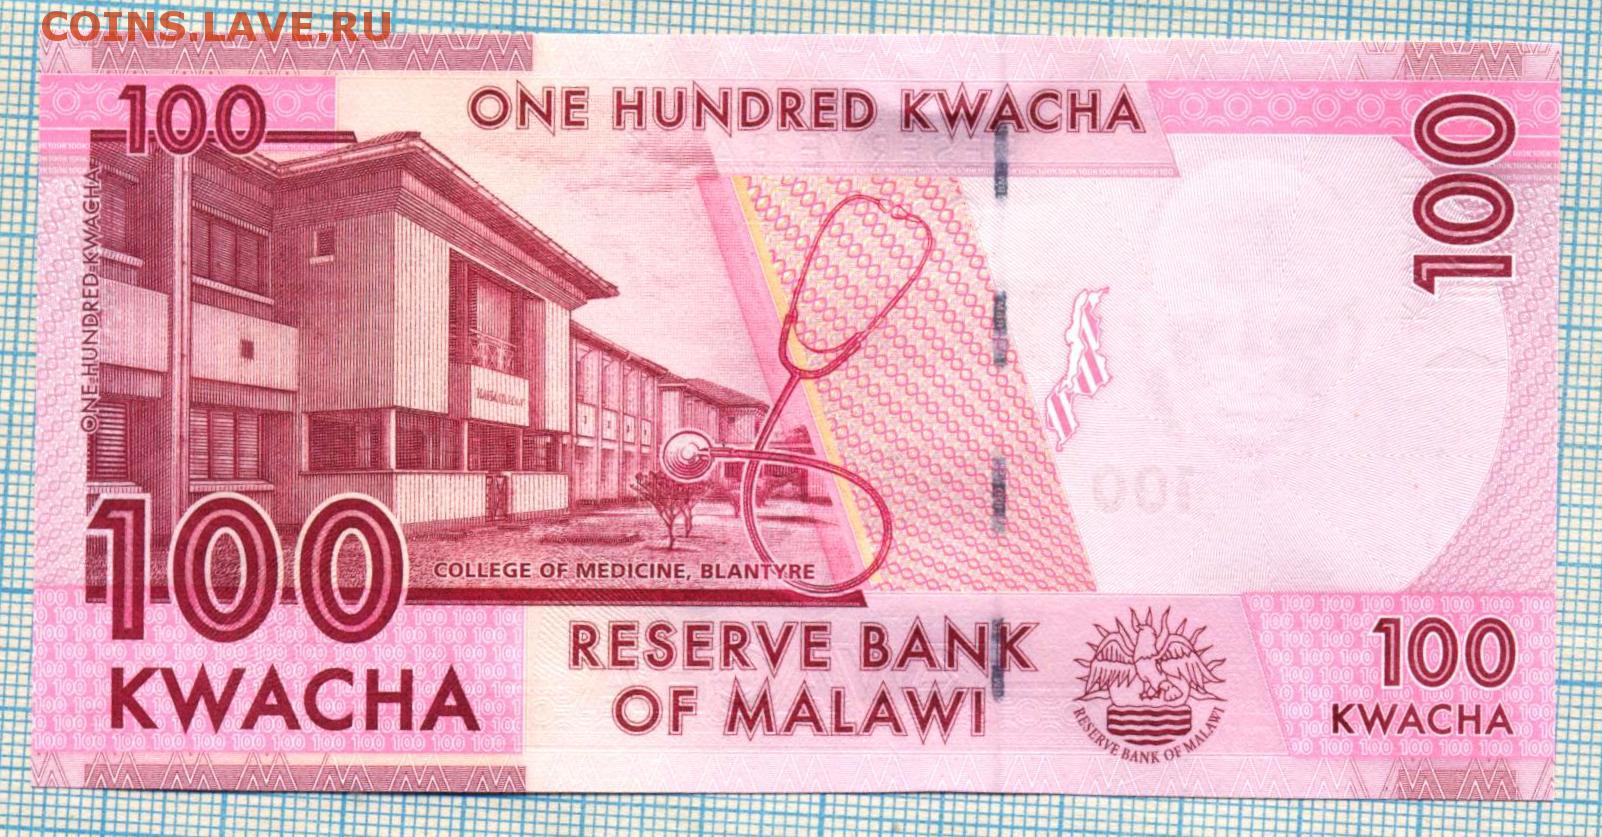 COINS.LAVE.RU
100
ONE HUNDRED KWACHA
100
ONE HUNDRED KWACHA
100
COLLEGE OF MEDICINE, BLANTYRE
100
KWACHA
RESERVE BANK
OF MALAWI
RESERVE BANK OF MALAWI
100
KWACHA